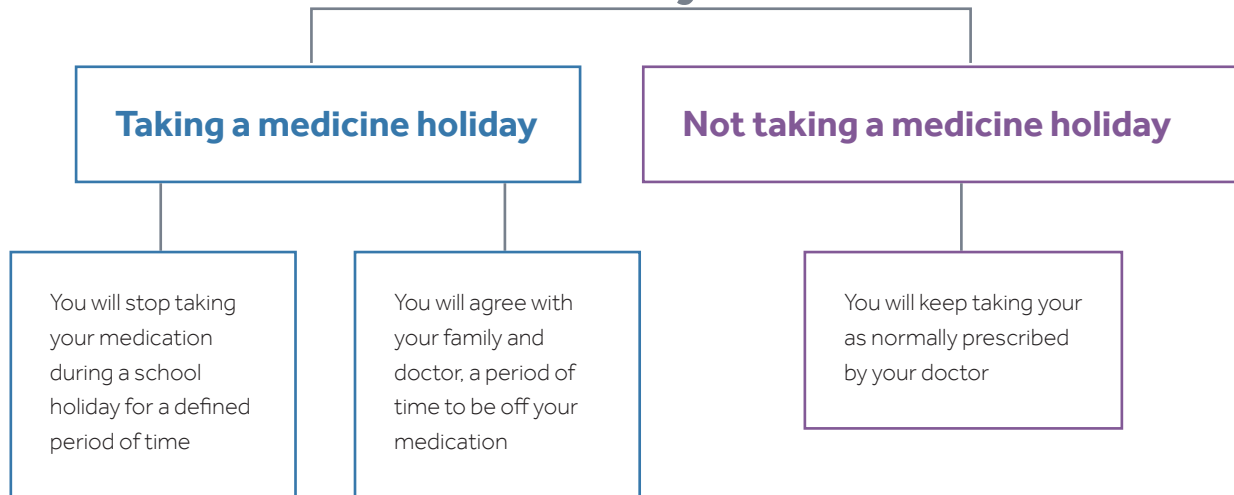 Taking a medicine holiday
Not taking a medicine holiday
You will stop taking
your medication
during a school
holiday for a defined
period of time
You will agree with
your family and
doctor, a period of
time to be off your
medication
You will keep taking your
as normally prescribed
by your doctor